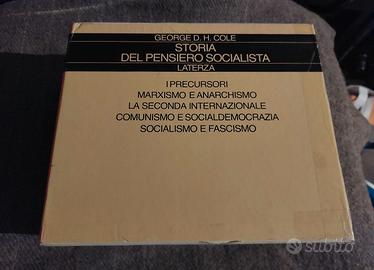 GEORGE D. H. COLE
STORIA
DEL PENSIERO SOCIALISTA
LATERZA
I PRECURSORI
MARXISMO E ANARCHISMO
LA SECONDA INTERNAZIONALE
COMUNISMO E SOCIALDEMOCRAZIA
SOCIALISMO E FASCISMO
subito